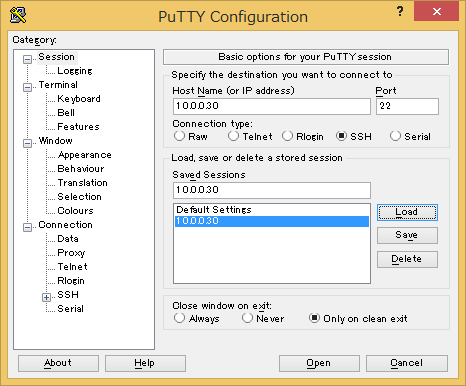 PuTTY Configuration
? ×
Category:
Session
Logging
Terminal
Keyboard
Bell
Features
Window
Appearance
Behaviour
Translation
Selection
Colours
Connection
Data
Proxy
Telnet
Rlogin
SSH
Serial
Basic options for your PuTTY session
Specify the destination you want to connect to
Host Name (or IP address) Port
10.0.0.30 22
Connection type:
Raw Telnet Rlogin SSH Serial
Load, save or delete a stored session
Saved Sessions
10.0.0.30
Default Settings
10.0.0.30
Load
Save
Delete
Close window on exit:
Always Never Only on clean exit
About Help Open Cancel